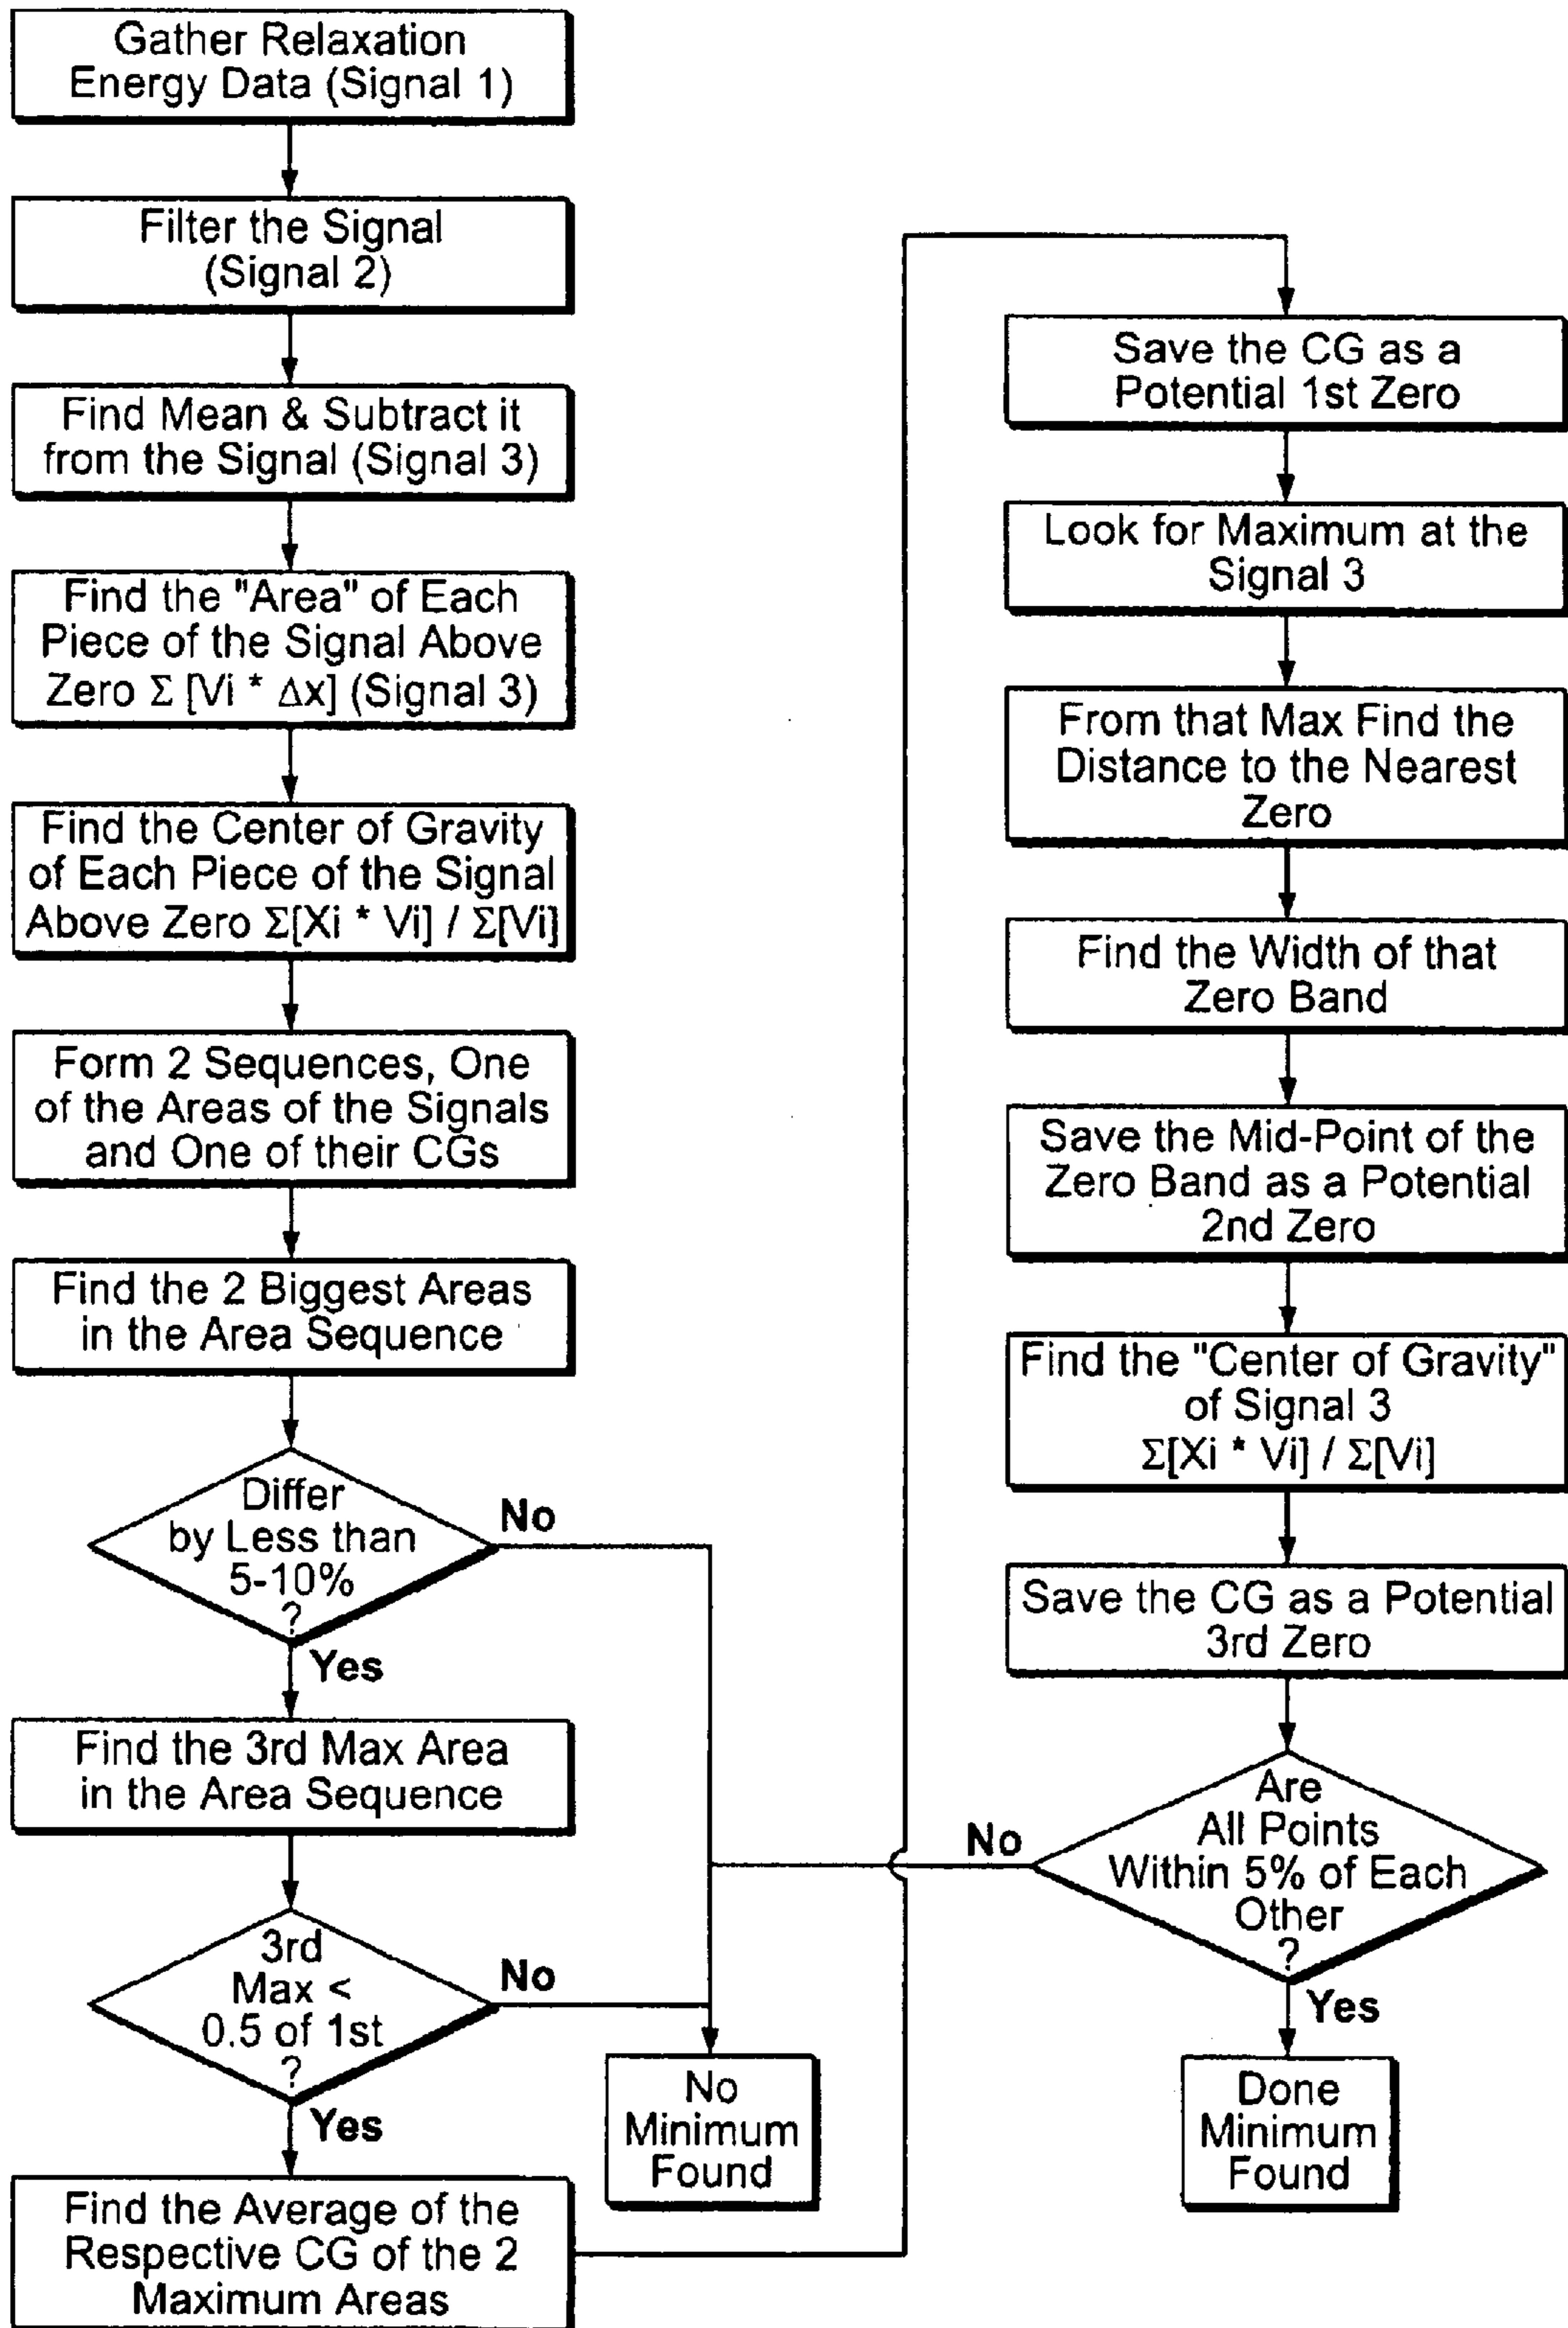 Gather Relaxation
Energy Data (Signal 1)
Filter the Signal
(Signal 2)
Find Mean & Subtract it
from the Signal (Signal 3)
Find the "Area" of Each
Piece of the Signal Above
Zero Σ [Vi * Δx] (Signal 3)
Find the Center of Gravity
of Each Piece of the Signal
Above Zero Σ[Xi * Vi] / Σ[Vi]
Form 2 Sequences, One
of the Areas of the Signals
and One of their CGs
Find the 2 Biggest Areas
in the Area Sequence
Differ
by Less than
5-10%
?
No
Yes
Find the 3rd Max Area
in the Area Sequence
3rd
Max <
0.5 of 1st
?
No
Yes
Find the Average of the
Respective CG of the 2
Maximum Areas
No
Minimum
Found
Save the CG as a
Potential 1st Zero
Look for Maximum at the
Signal 3
From that Max Find the
Distance to the Nearest
Zero
Find the Width of that
Zero Band
Save the Mid-Point of the
Zero Band as a Potential
2nd Zero
Find the "Center of Gravity"
of Signal 3
Σ[Xi * Vi] / Σ[Vi]
Save the CG as a Potential
3rd Zero
Are
All Points
Within 5% of Each
Other
?
No
Yes
Done
Minimum
Found